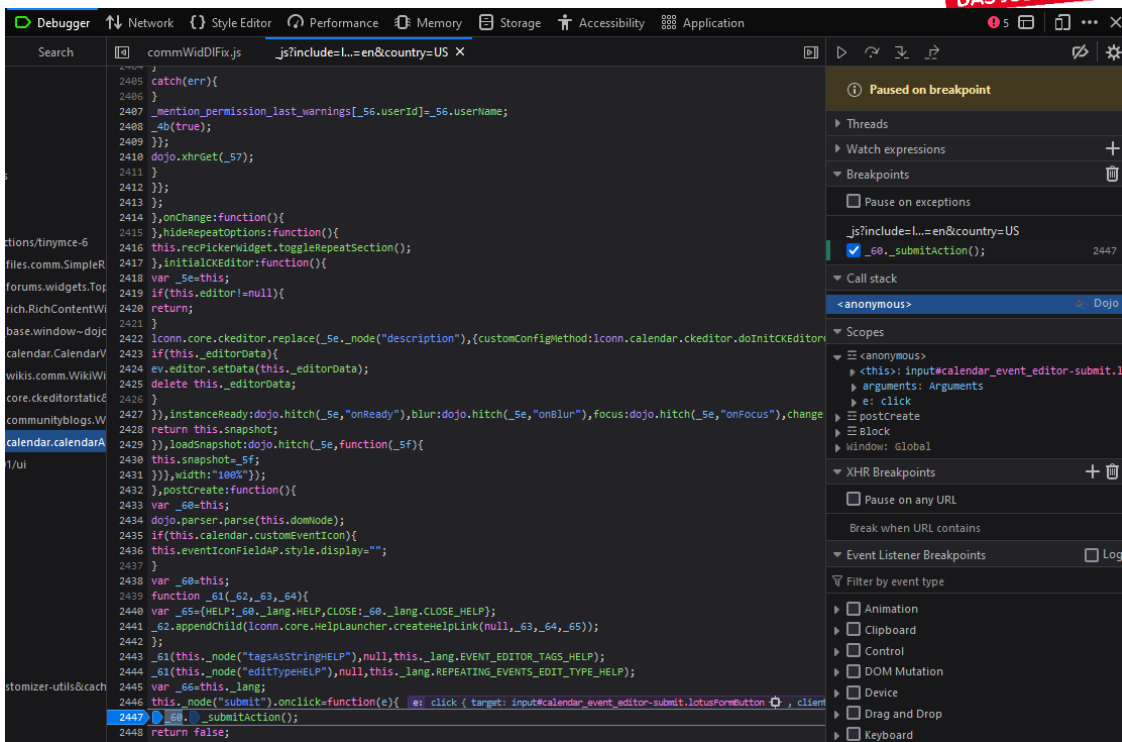 DAS
Debugger Network Style Editor Performance Memory Storage Accessibility Application 5
Search commWidDIFix.js _js?include=l...=en&country=US
2405 catch(err){
2406 }
2407 _mention_permission_last_warnings[_56.userId]=_56.userName;
2408 _4b(true);
2409 }};
2410 dojo.xhrGet(_57);
2411 }
2412 }};
2413 };
2414 },onChange:function(){
2415 },hideRepeatOptions:function(){
2416 this.recPickerWidget.toggleRepeatSection();
2417 },initialCKEditor:function(){
2418 var _5e=this;
2419 if(this.editor!=null){
2420 return;
2421 }
2422 lconn.core.ckeditor.replace(_5e._node("description"),{customConfigMethod:lconn.calendar.ckeditor.doInitCKEditor
2423 if(this._editorData){
2424 ev.editor.setData(this._editorData);
2425 delete this._editorData;
2426 }
2427 }),instanceReady:dojo.hitch(_5e,"onReady"),blur:dojo.hitch(_5e,"onBlur"),focus:dojo.hitch(_5e,"onFocus"),change
2428 return this.snapshot;
2429 }),loadSnapshot:dojo.hitch(_5e,function(_5f){
2430 this.snapshot=_5f;
2431 })},width:"100%"});
2432 },postCreate:function(){
2433 var _60=this;
2434 dojo.parser.parse(this.domNode);
2435 if(this.calendar.customEventIcon){
2436 this.eventIconFieldAP.style.display="";
2437 }
2438 var _60=this;
2439 function _61(_62,_63,_64){
2440 var _65={HELP:_60._lang.HELP,CLOSE:_60._lang.CLOSE_HELP};
2441 _62.appendChild(lconn.core.HelpLauncher.createHelpLink(null,_63,_64,_65));
2442 };
2443 _61(this._node("tagsAsStringHELP"),null,this._lang.EVENT_EDITOR_TAGS_HELP);
2444 _61(this._node("editTypeHELP"),null,this._lang.REPEATING_EVENTS_EDIT_TYPE_HELP);
2445 var _66=this._lang;
2446 this._node("submit").onclick=function(e){ e: click { target: input#calendar_event_editor-submit.lotusFormButton , client
2447 _60._submitAction();
2448 return false;
ctions/tinymce-6
files.comm.SimpleR
forums.widgets.Top
rich.RichContentWi
base.window~dojo
calendar.CalendarV
wikis.comm.WikiWi
core.ckeditorstatic
communityblogs.W
calendar.calendarA
1/ui
stomizer-utils&cach
Paused on breakpoint
Threads
Watch expressions
Breakpoints
Pause on exceptions
_js?include=l...=en&country=US
_60._submitAction(); 2447
Call stack
<anonymous> Dojo
Scopes
<anonymous>
<this>: input#calendar_event_editor-submit.l
arguments: Arguments
e: click
postCreate
Block
Window: Global
XHR Breakpoints
Pause on any URL
Break when URL contains
Event Listener Breakpoints Log
Filter by event type
Animation
Clipboard
Control
DOM Mutation
Device
Drag and Drop
Keyboard